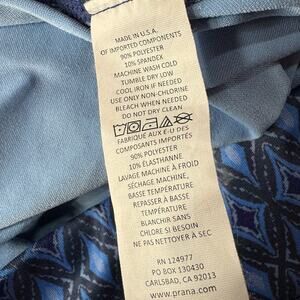 MADE IN U.S.A.
OF IMPORTED COMPONENTS
90% POLYESTER
10% SPANDEX
MACHINE WASH COLD
TUMBLE DRY LOW
COOL IRON IF NEEDED
USE ONLY NON-CHLORINE
BLEACH WHEN NEEDED
DO NOT DRY CLEAN
FABRIQUÉ AUX É-U DES
COMPOSANTS IMPORTÉS
90% POLYESTER
10% ÉLASTHANNE
LAVAGE MACHINE À FROID
SÉCHAGE MACHINE,
BASSE TEMPÉRATURE
REPASSER À BASSE
TEMPÉRATURE
BLANCHIR SANS
CHLORE SI BESOIN
NE PAS NETTOYER À SEC
RN 124977
PO BOX 130430
CARLSBAD, CA 92013
www.prana.com